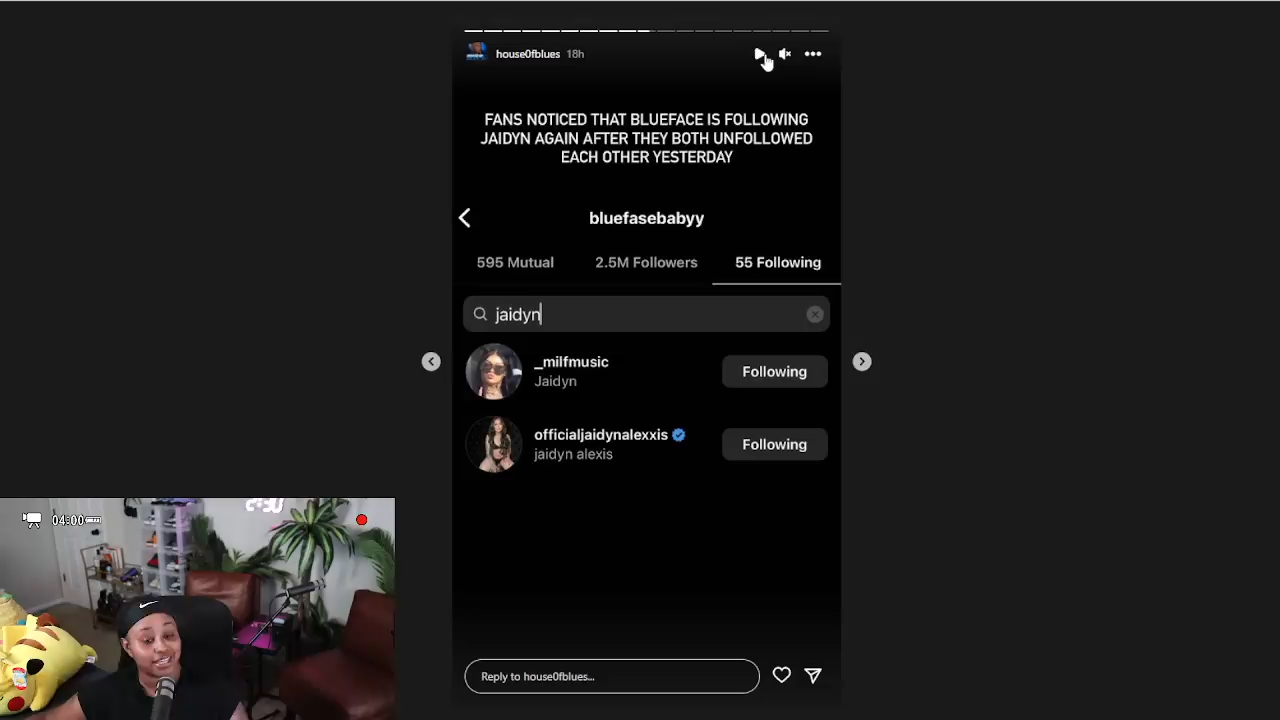 house0fblues 18h
FANS NOTICED THAT BLUEFACE IS FOLLOWING
JAIDYN AGAIN AFTER THEY BOTH UNFOLLOWED
EACH OTHER YESTERDAY
bluefasebabyy
595 Mutual 2.5M Followers 55 Following
jaidyn
_milfmusic
Jaidyn
Following
officialjaidynalexxis
jaidyn alexis
Following
04:00
Reply to house0fblues...